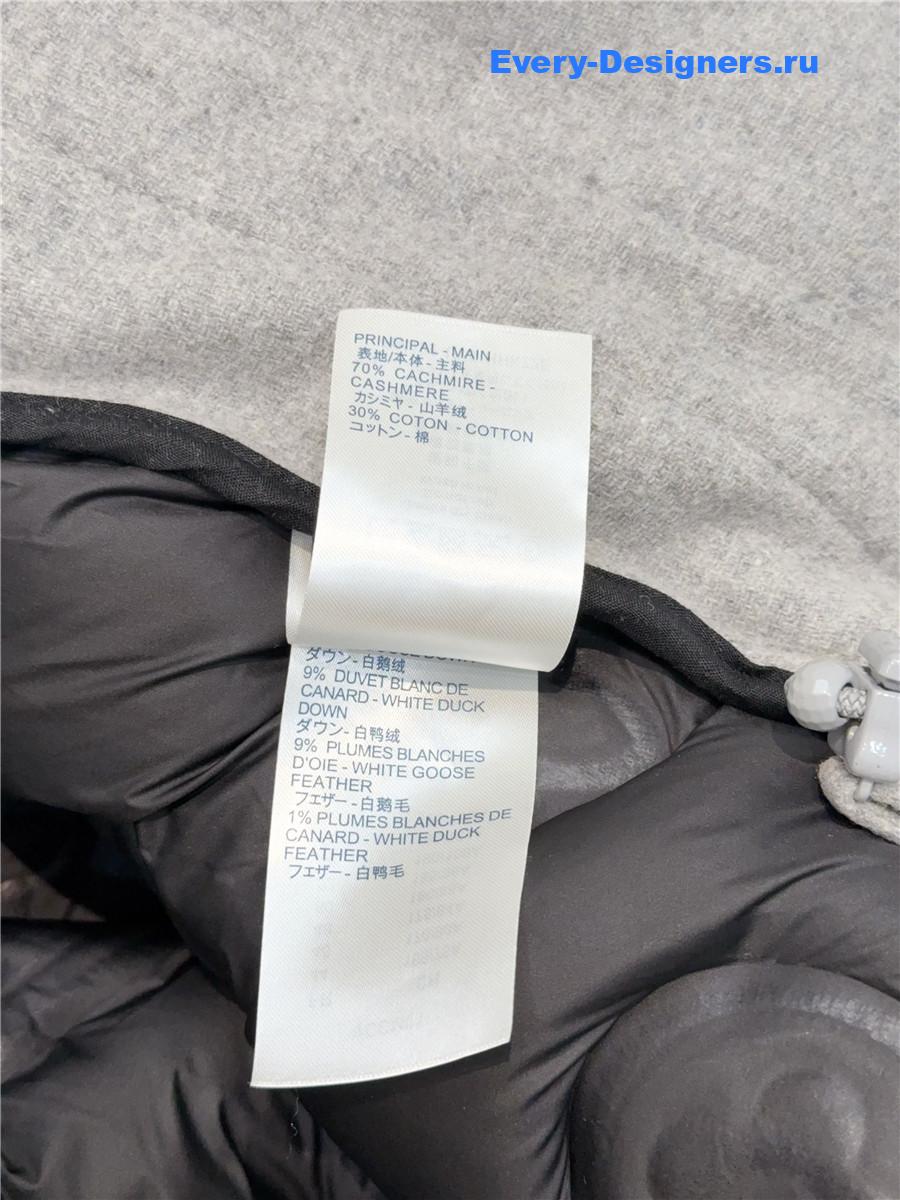 Every-Designers.ru
PRINCIPAL - MAIN
表地/本体 - 主料
70% CACHMIRE -
CASHMERE
カシミヤ - 山羊绒
30% COTON - COTTON
コットン - 棉
ダウン - 白鹅绒
9% DUVET BLANC DE
CANARD - WHITE DUCK
DOWN
ダウン - 白鸭绒
9% PLUMES BLANCHES
D'OIE - WHITE GOOSE
FEATHER
フェザー - 白鹅毛
1% PLUMES BLANCHES DE
CANARD - WHITE DUCK
FEATHER
フェザー - 白鸭毛